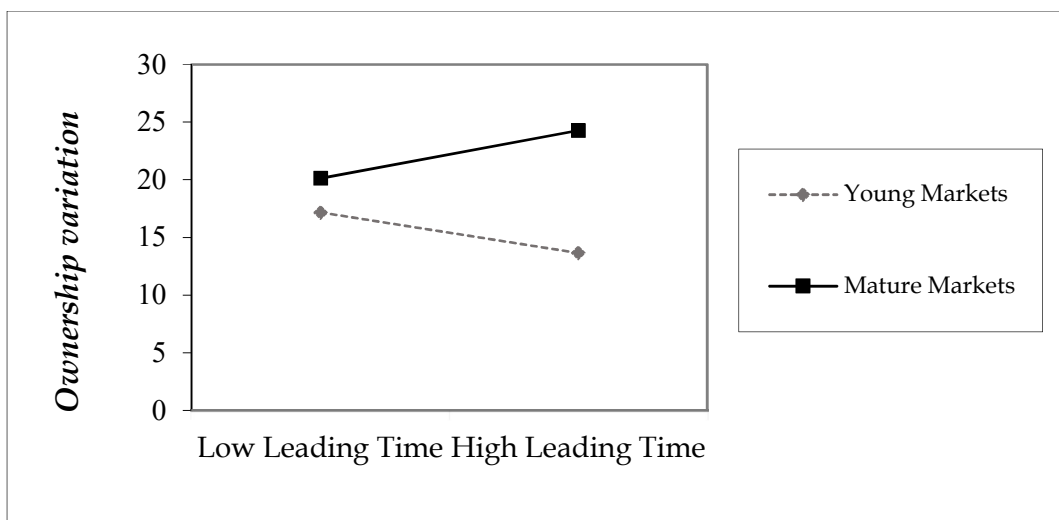 30
25
20
15
10
5
0
Ownership variation
Low Leading Time High Leading Time
Young Markets
Mature Markets